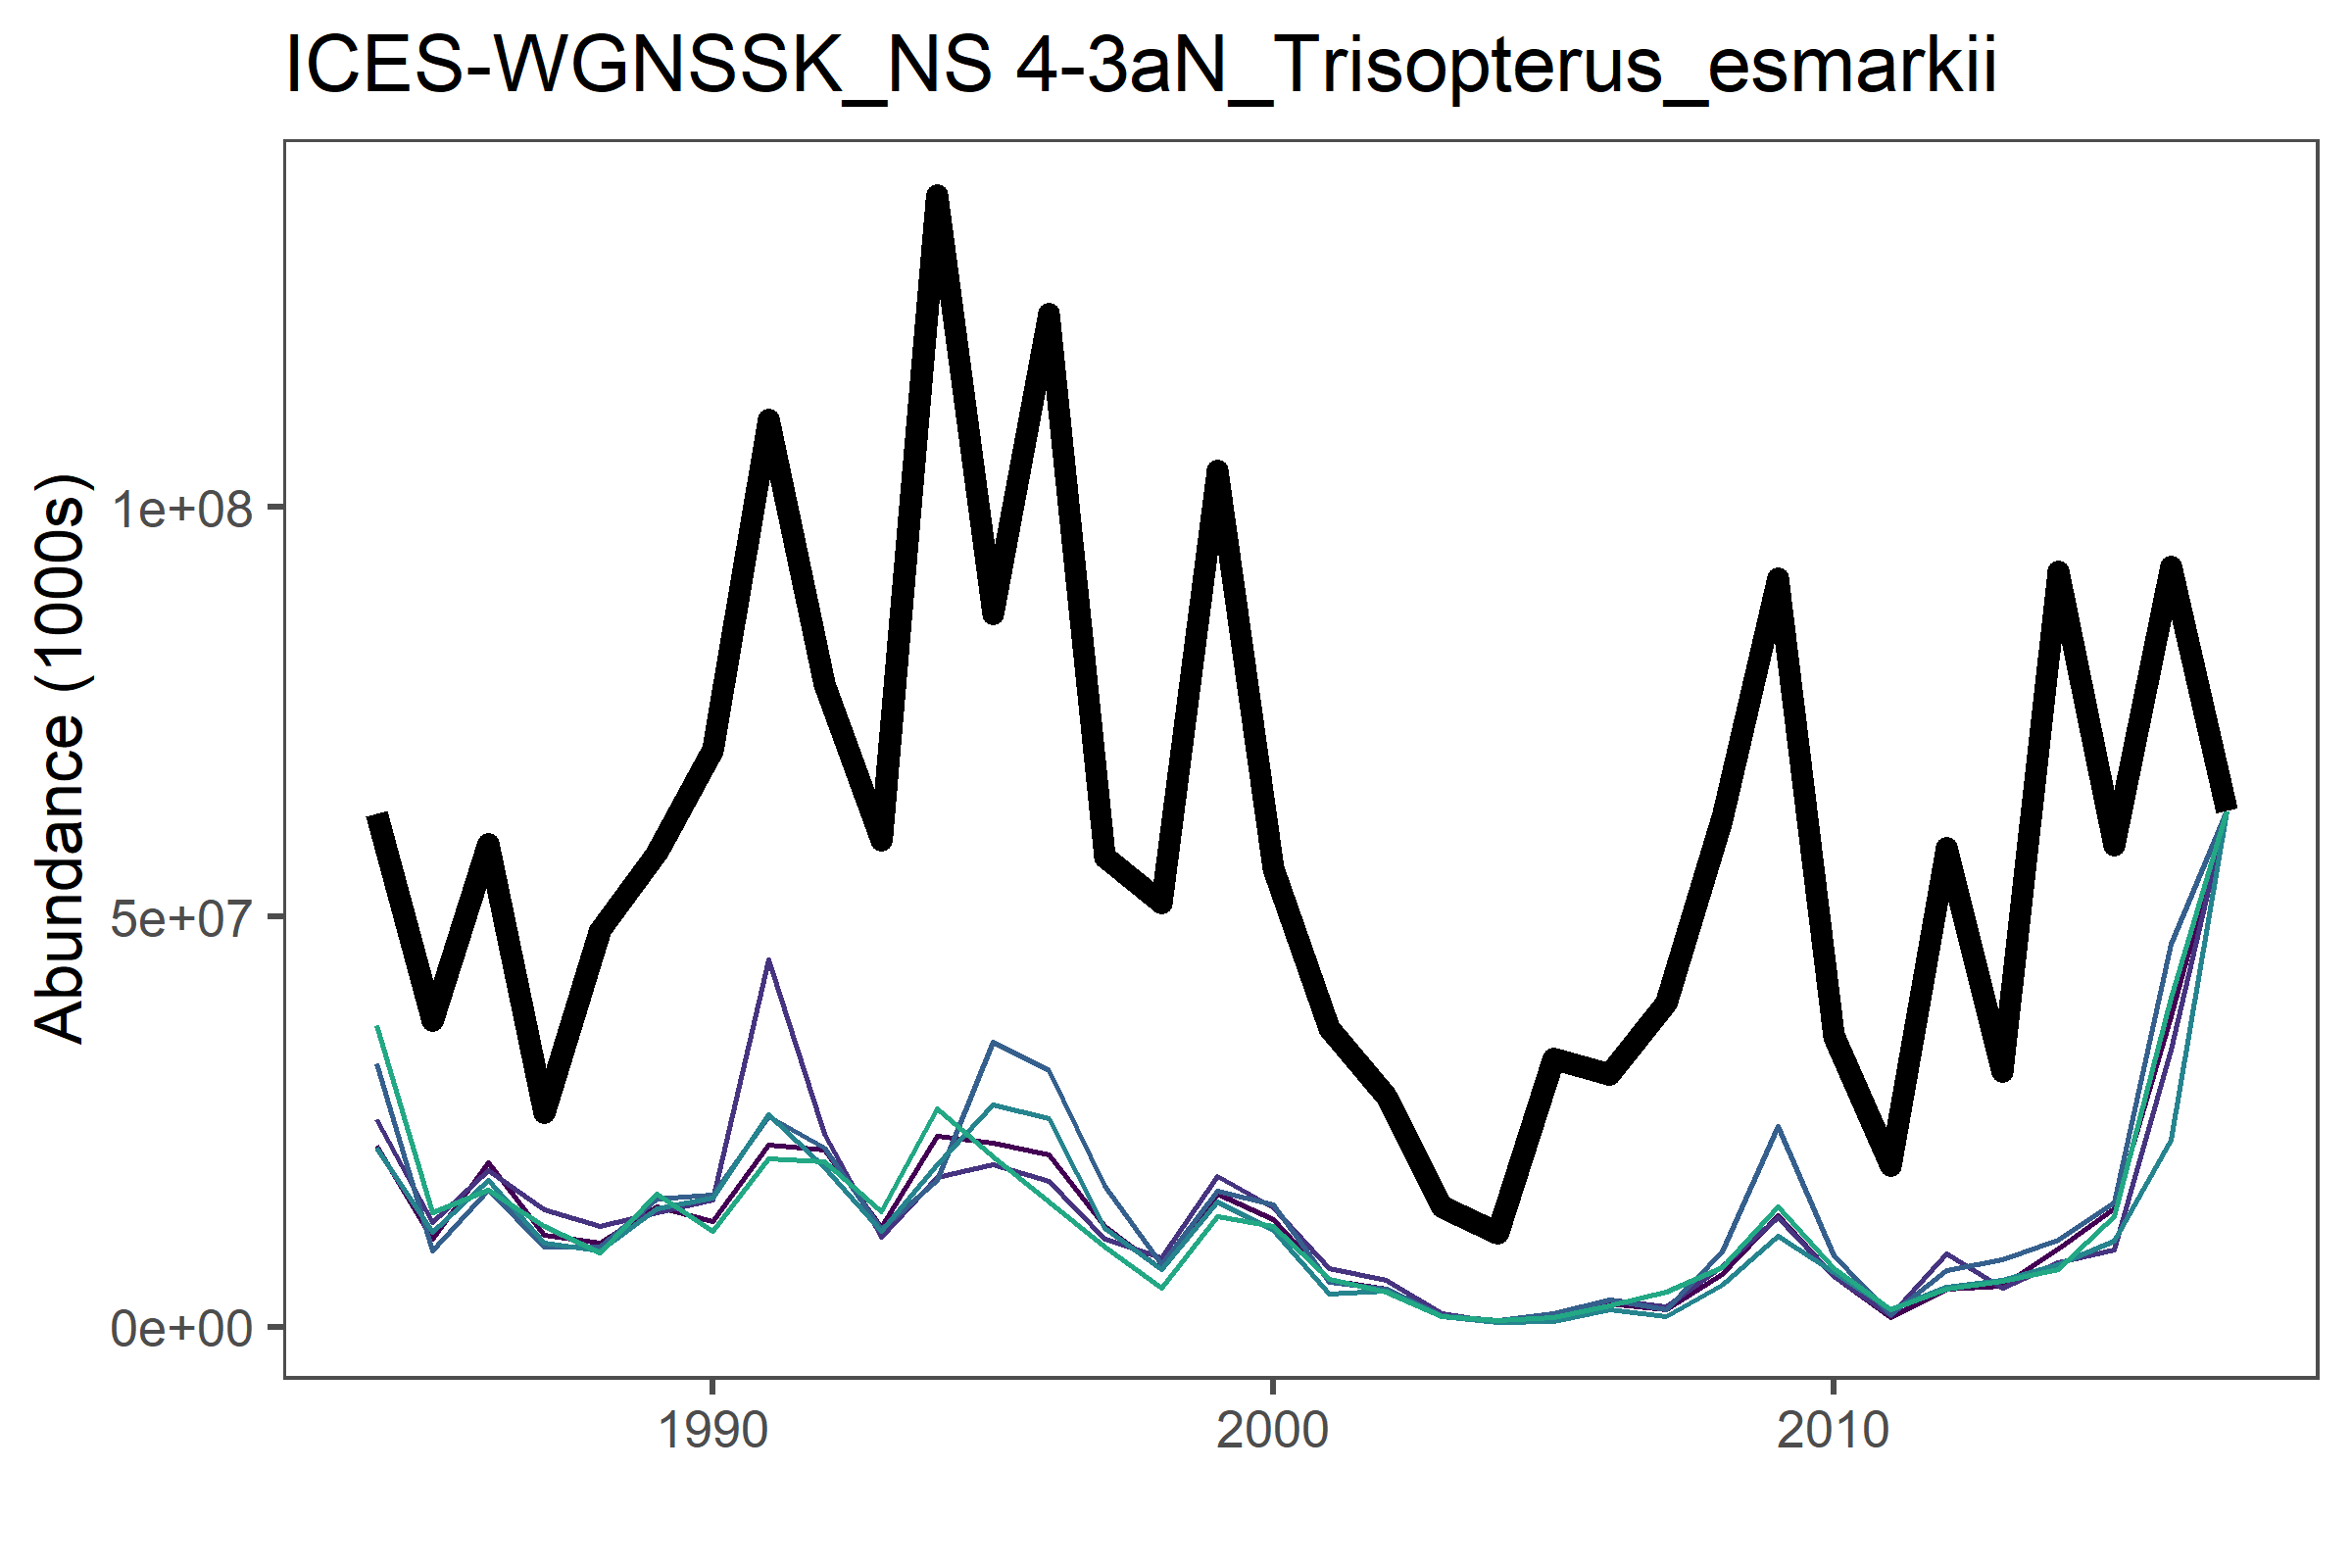 ICES-WGNSSK_NS 4-3aN_Trisopterus_esmarkii
Abundance (1000s)
1e+08
5e+07
0e+00
1990
2000
2010